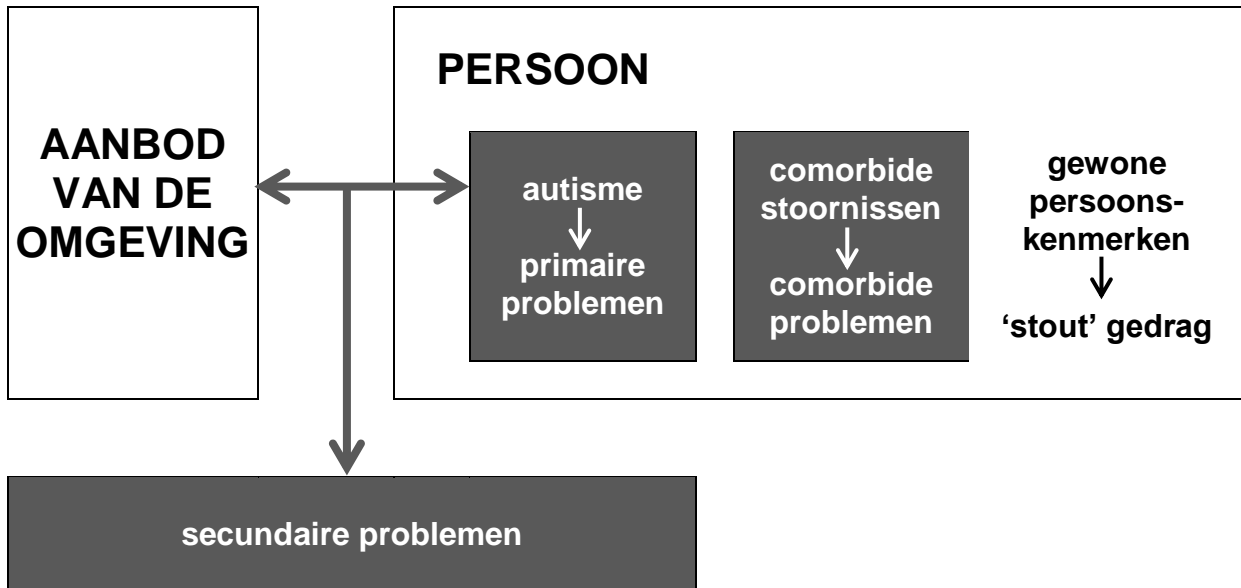 AANBOD
VAN DE
OMGEVING
PERSOON
autisme
primaire
problemen
comorbide
stoornissen
comorbide
problemen
gewone
persoons-
kenmerken
‘stout’ gedrag
secundaire problemen